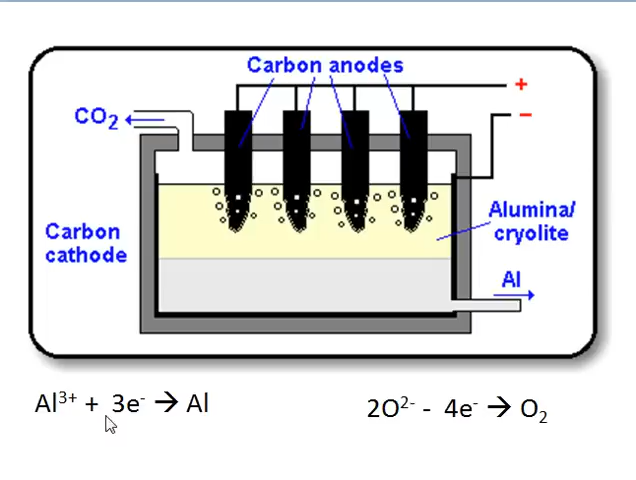 Carbon anodes
+
CO₂
−
Alumina/
cryolite
Carbon
cathode
Al
Al³⁺ + 3e⁻ → Al
2O²⁻ - 4e⁻ → O₂